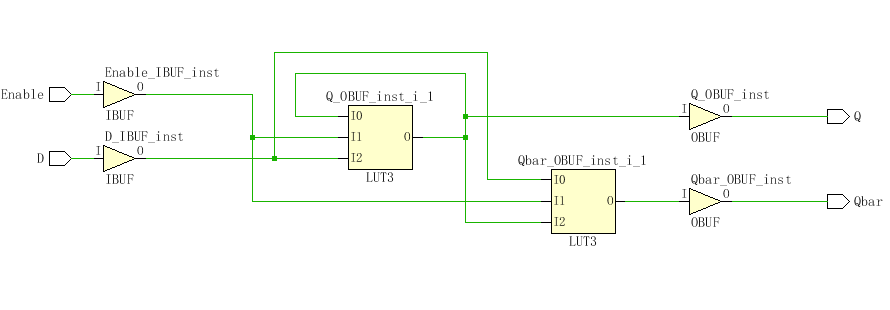 Enable_IBUF_inst
Enable
I
O
IBUF
D_IBUF_inst
D
I
O
IBUF
Q_OBUF_inst_i_1
I0
I1
I2
O
LUT3
Q_OBUF_inst
I
O
OBUF
Q
Qbar_OBUF_inst_i_1
I0
I1
I2
O
LUT3
Qbar_OBUF_inst
I
O
OBUF
Qbar